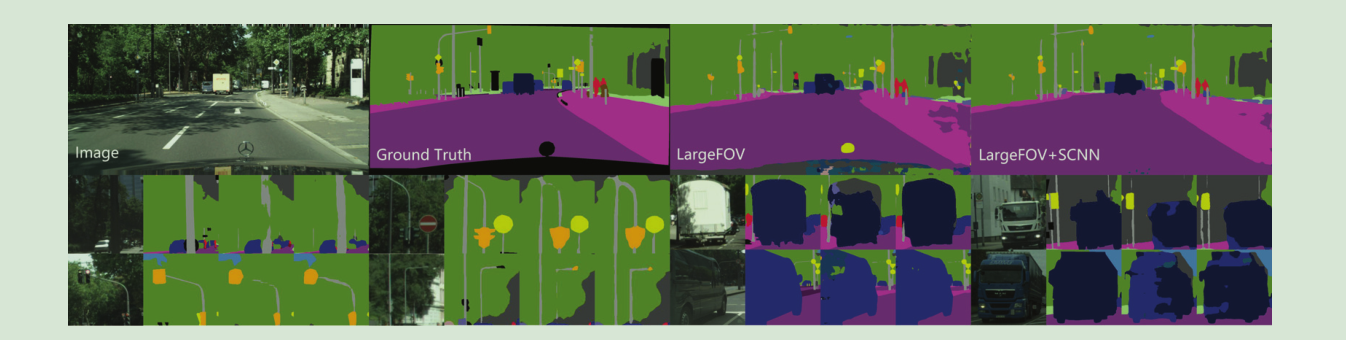 Image
Ground Truth
LargeFOV
LargeFOV+SCNN